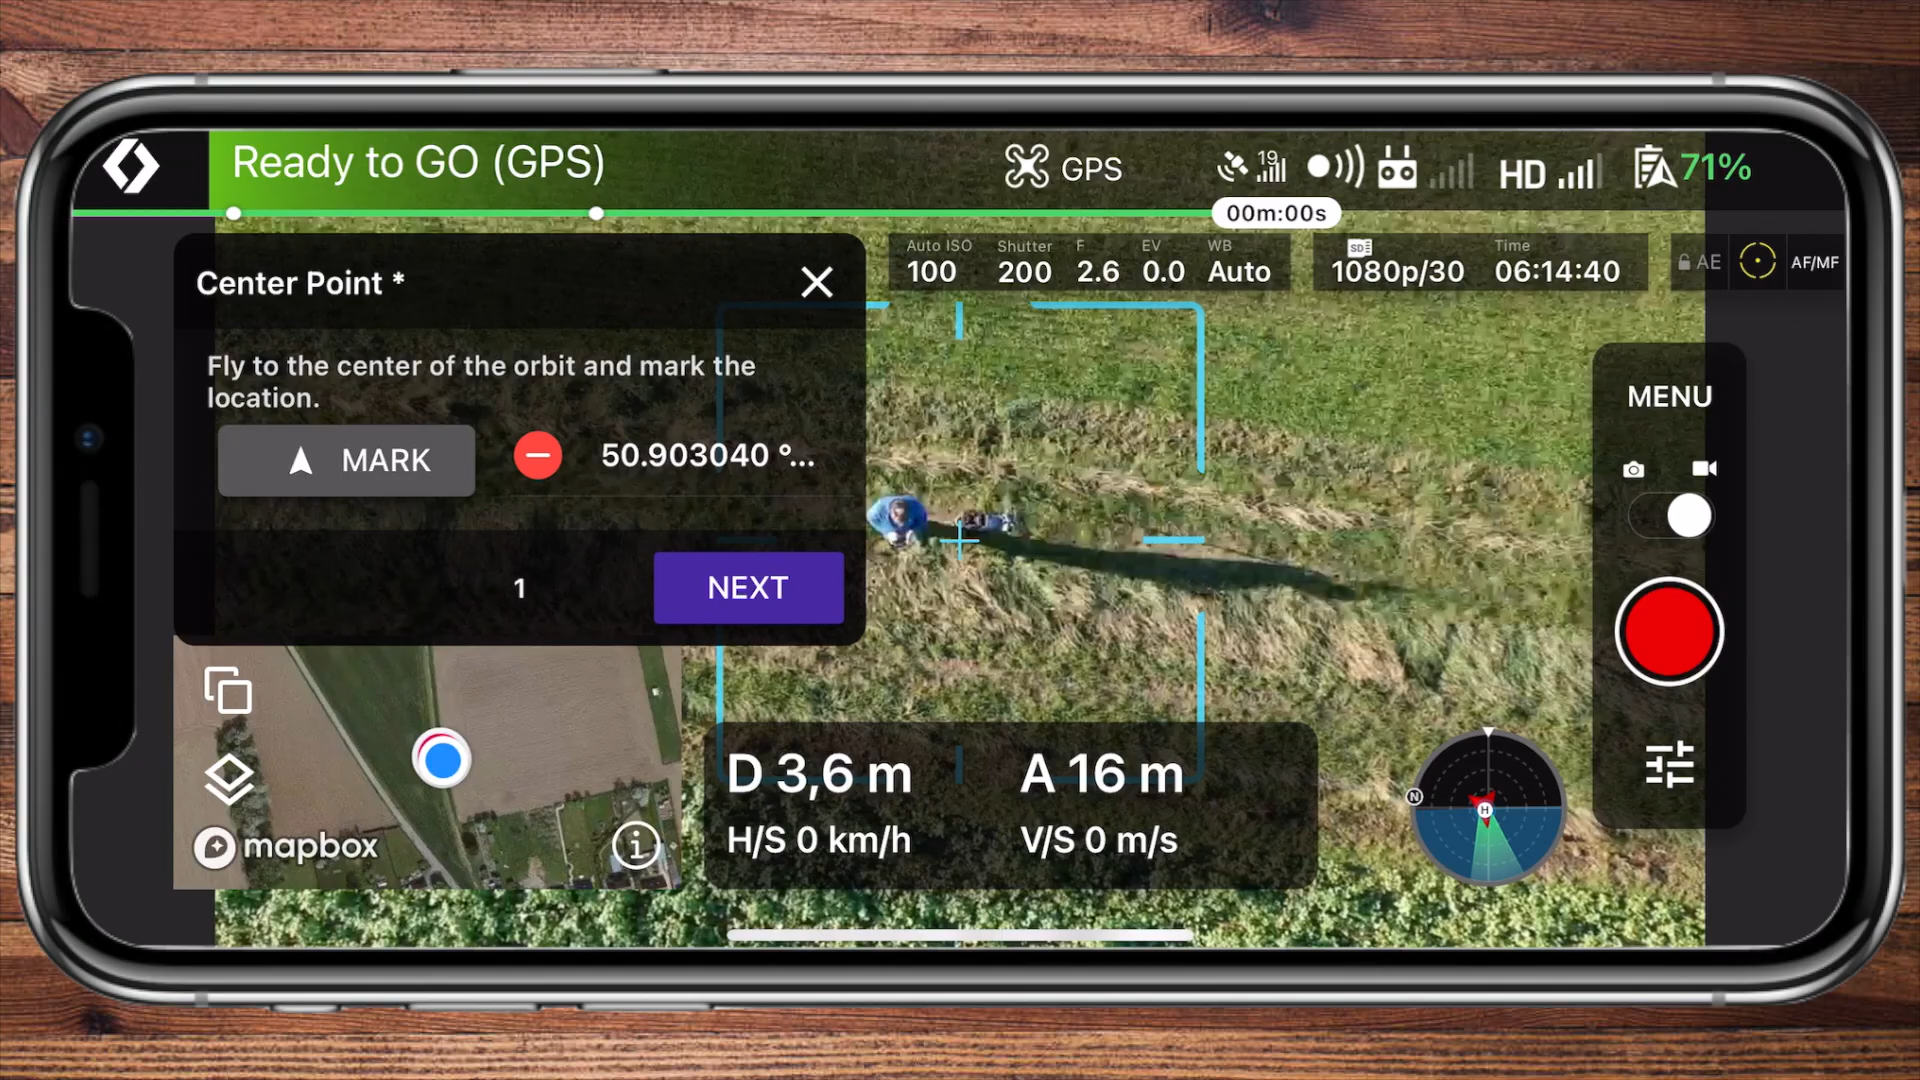 Ready to GO (GPS)
GPS
19
HD
71%
00m:00s
Auto ISO
100
Shutter
200
F
2.6
EV
0.0
WB
Auto
SD
1080p/30
Time
06:14:40
AE
AF/MF
Center Point *
Fly to the center of the orbit and mark the
location.
MARK
50.903040 °...
1
NEXT
MENU
mapbox
D 3,6 m
A 16 m
H/S 0 km/h
V/S 0 m/s
N
H